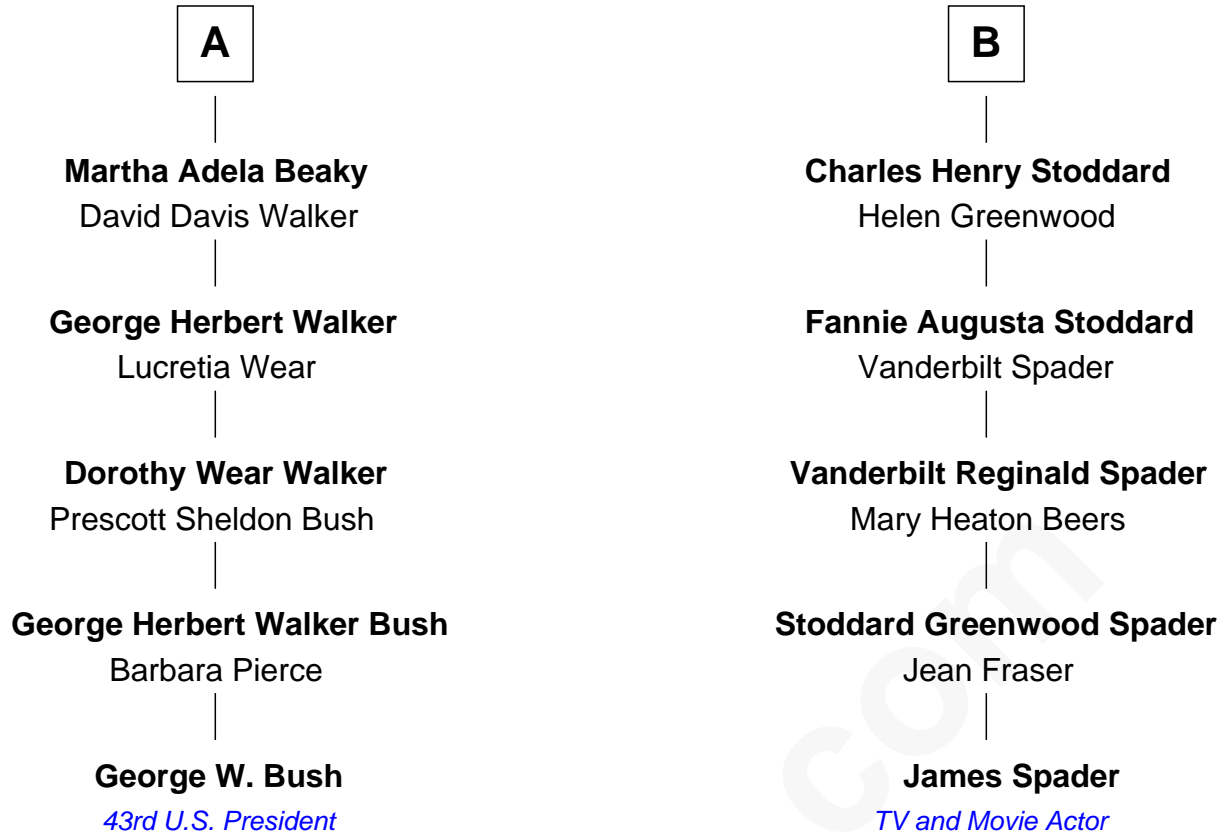 A
Martha Adela Beaky
David Davis Walker
George Herbert Walker
Lucretia Wear
Dorothy Wear Walker
Prescott Sheldon Bush
George Herbert Walker Bush
Barbara Pierce
George W. Bush
43rd U.S. President
B
Charles Henry Stoddard
Helen Greenwood
Fannie Augusta Stoddard
Vanderbilt Spader
Vanderbilt Reginald Spader
Mary Heaton Beers
Stoddard Greenwood Spader
Jean Fraser
James Spader
TV and Movie Actor
com